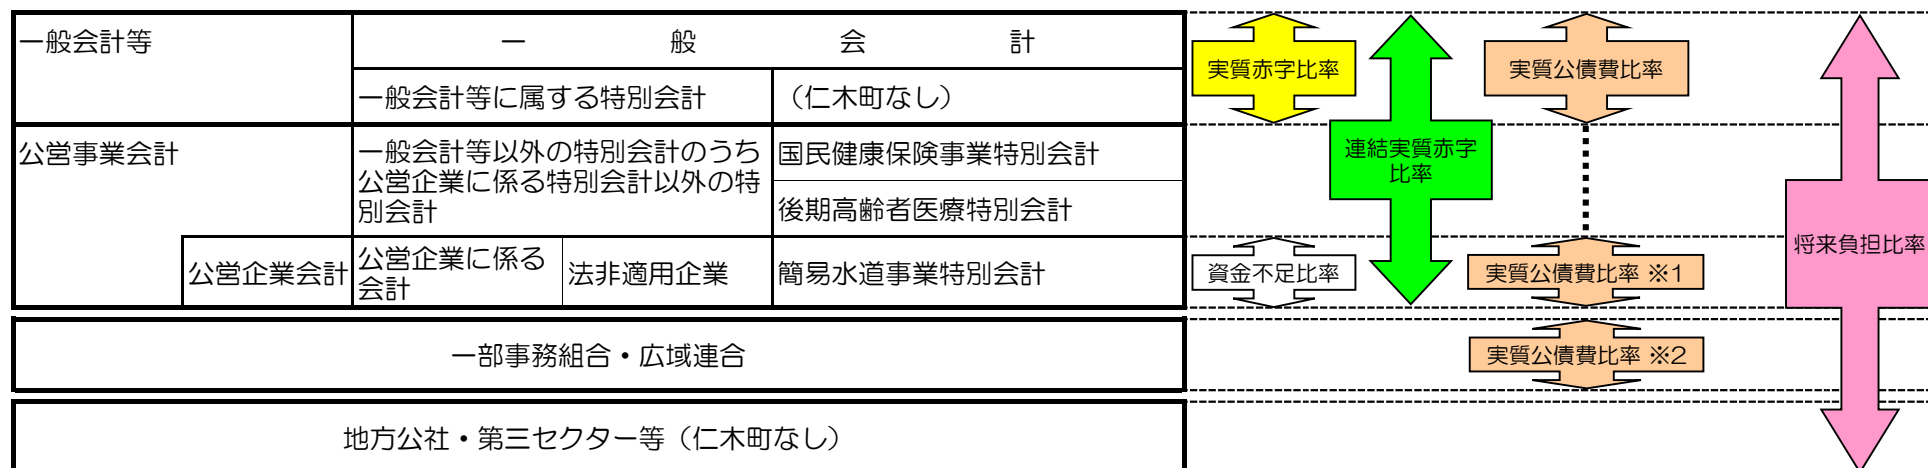 一般会計等
一般会計
一般会計等に属する特別会計
（仁木町なし）
公営事業会計
一般会計等以外の特別会計のうち
公営企業に係る特別会計以外の特
別会計
国民健康保険事業特別会計
後期高齢者医療特別会計
公営企業会計
公営企業に係る
会計
法非適用企業
簡易水道事業特別会計
一部事務組合・広域連合
地方公社・第三セクター等（仁木町なし）
実質赤字比率
連結実質赤字
比率
実質公債費比率
資金不足比率
実質公債費比率 ※1
実質公債費比率 ※2
将来負担比率